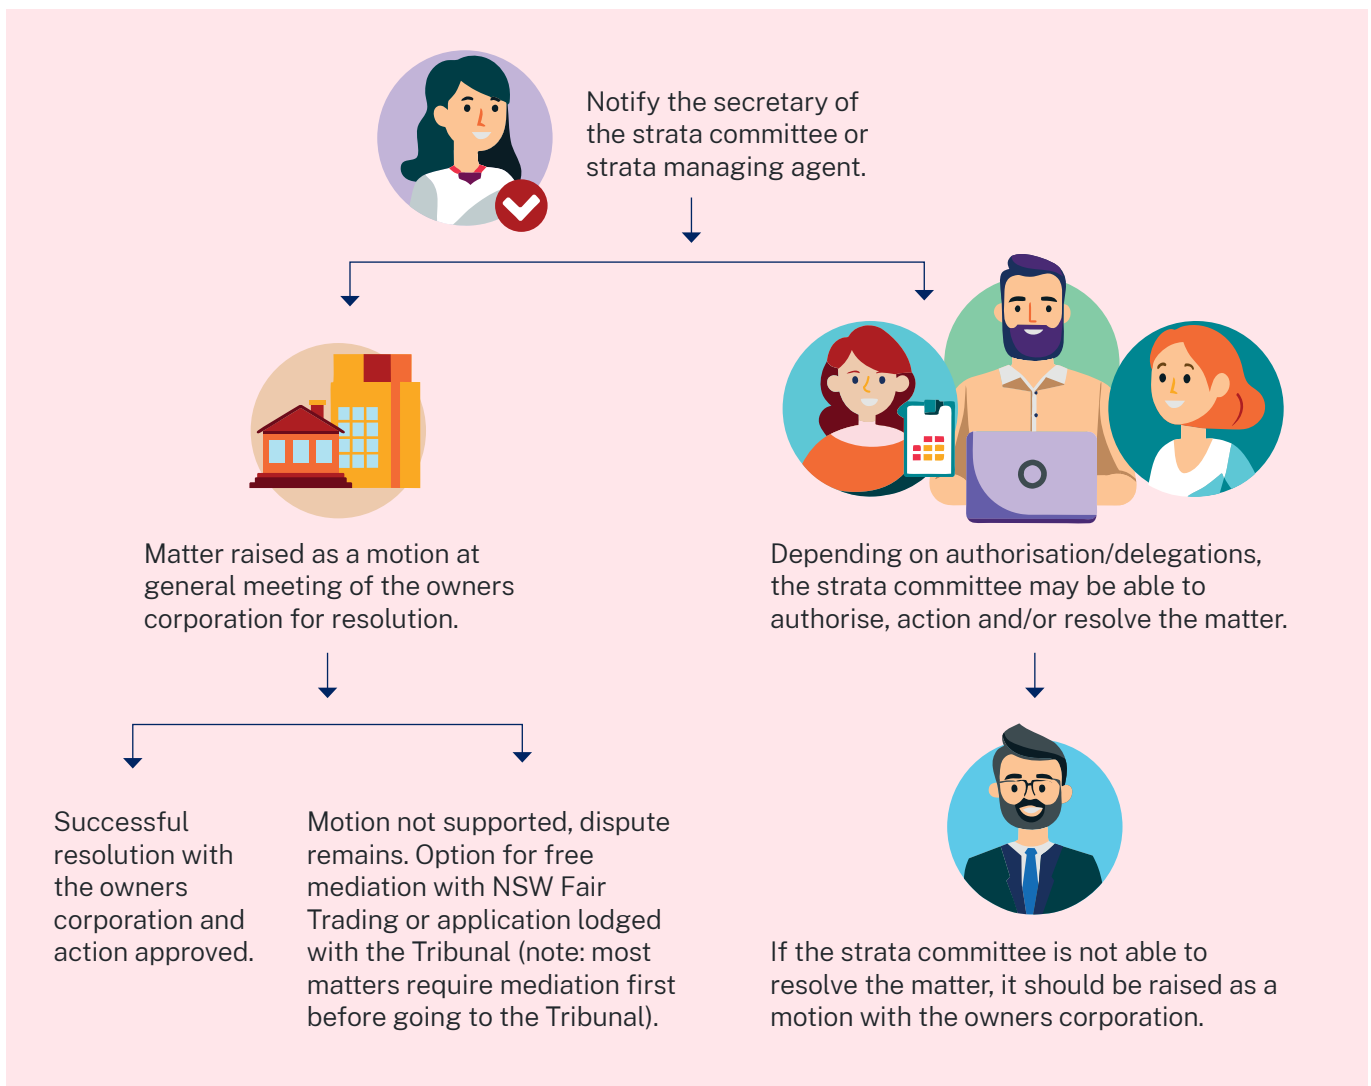 Notify the secretary of
the strata committee or
strata managing agent.
Matter raised as a motion at
general meeting of the owners
corporation for resolution.
Depending on authorisation/delegations,
the strata committee may be able to
authorise, action and/or resolve the matter.
Successful
resolution with
the owners
corporation and
action approved.
Motion not supported, dispute
remains. Option for free
mediation with NSW Fair
Trading or application lodged
with the Tribunal (note: most
matters require mediation first
before going to the Tribunal).
If the strata committee is not able to
resolve the matter, it should be raised as a
motion with the owners corporation.